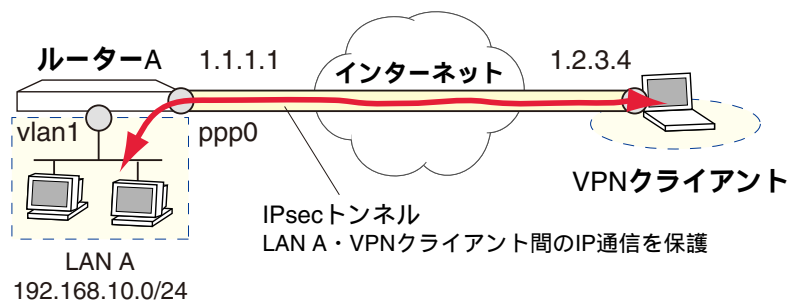 ルーターA
1.1.1.1
インターネット
1.2.3.4
vlan1
ppp0
VPNクライアント
IPsecトンネル
LAN A・VPNクライアント間のIP通信を保護
LAN A
192.168.10.0/24